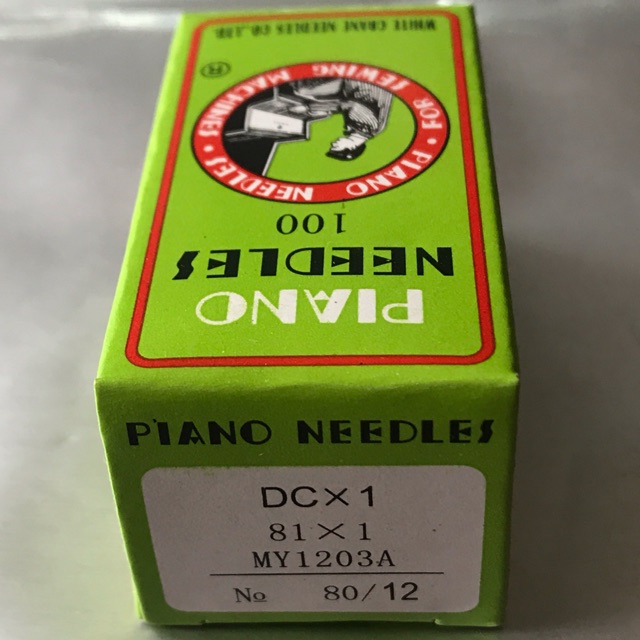 WHITE CRANE NEEDLES CO.,LTD.
®
PIANO NEEDLES • FOR SEWING MACHINES •
100
NEEDLES
PIANO
PIANO NEEDLES
DC×1
81×1
MY1203A
No 80/12